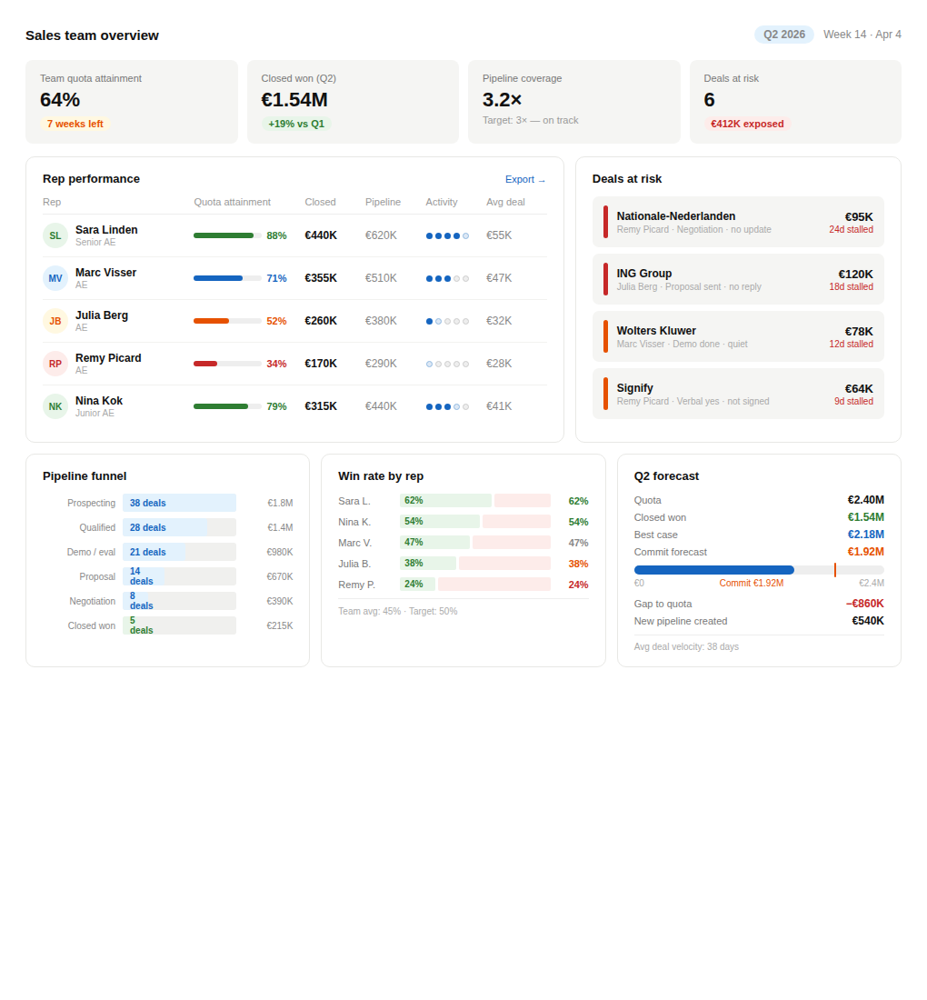 Sales team overview
Q2 2026 Week 14 · Apr 4
Team quota attainment
64%
7 weeks left
Closed won (Q2)
€1.54M
+19% vs Q1
Pipeline coverage
3.2×
Target: 3× — on track
Deals at risk
6
€412K exposed
Rep performance
Export →
Rep Quota attainment Closed Pipeline Activity Avg deal
SL Sara Linden 88% €440K €620K €55K
Senior AE
MV Marc Visser 71% €355K €510K €47K
AE
JB Julia Berg 52% €260K €380K €32K
AE
RP Remy Picard 34% €170K €290K €28K
AE
NK Nina Kok 79% €315K €440K €41K
Junior AE
Deals at risk
Nationale-Nederlanden €95K
Remy Picard · Negotiation · no update 24d stalled
ING Group €120K
Julia Berg · Proposal sent · no reply 18d stalled
Wolters Kluwer €78K
Marc Visser · Demo done · quiet 12d stalled
Signify €64K
Remy Picard · Verbal yes · not signed 9d stalled
Pipeline funnel
Prospecting 38 deals €1.8M
Qualified 28 deals €1.4M
Demo / eval 21 deals €980K
Proposal 14 deals €670K
Negotiation 8 deals €390K
Closed won 5 deals €215K
Win rate by rep
Sara L. 62% 62%
Nina K. 54% 54%
Marc V. 47% 47%
Julia B. 38% 38%
Remy P. 24% 24%
Team avg: 45% · Target: 50%
Q2 forecast
Quota €2.40M
Closed won €1.54M
Best case €2.18M
Commit forecast €1.92M
€0 Commit €1.92M €2.4M
Gap to quota −€860K
New pipeline created €540K
Avg deal velocity: 38 days